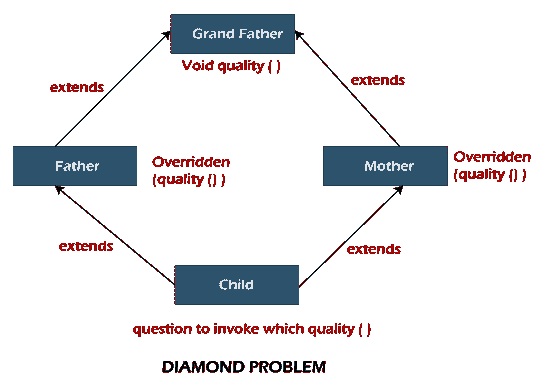 Grand Father
Void quality ( )
extends
extends
Father
Overridden
(quality () )
Mother
Overridden
(quality () )
extends
extends
Child
question to invoke which quality ( )
DIAMOND PROBLEM